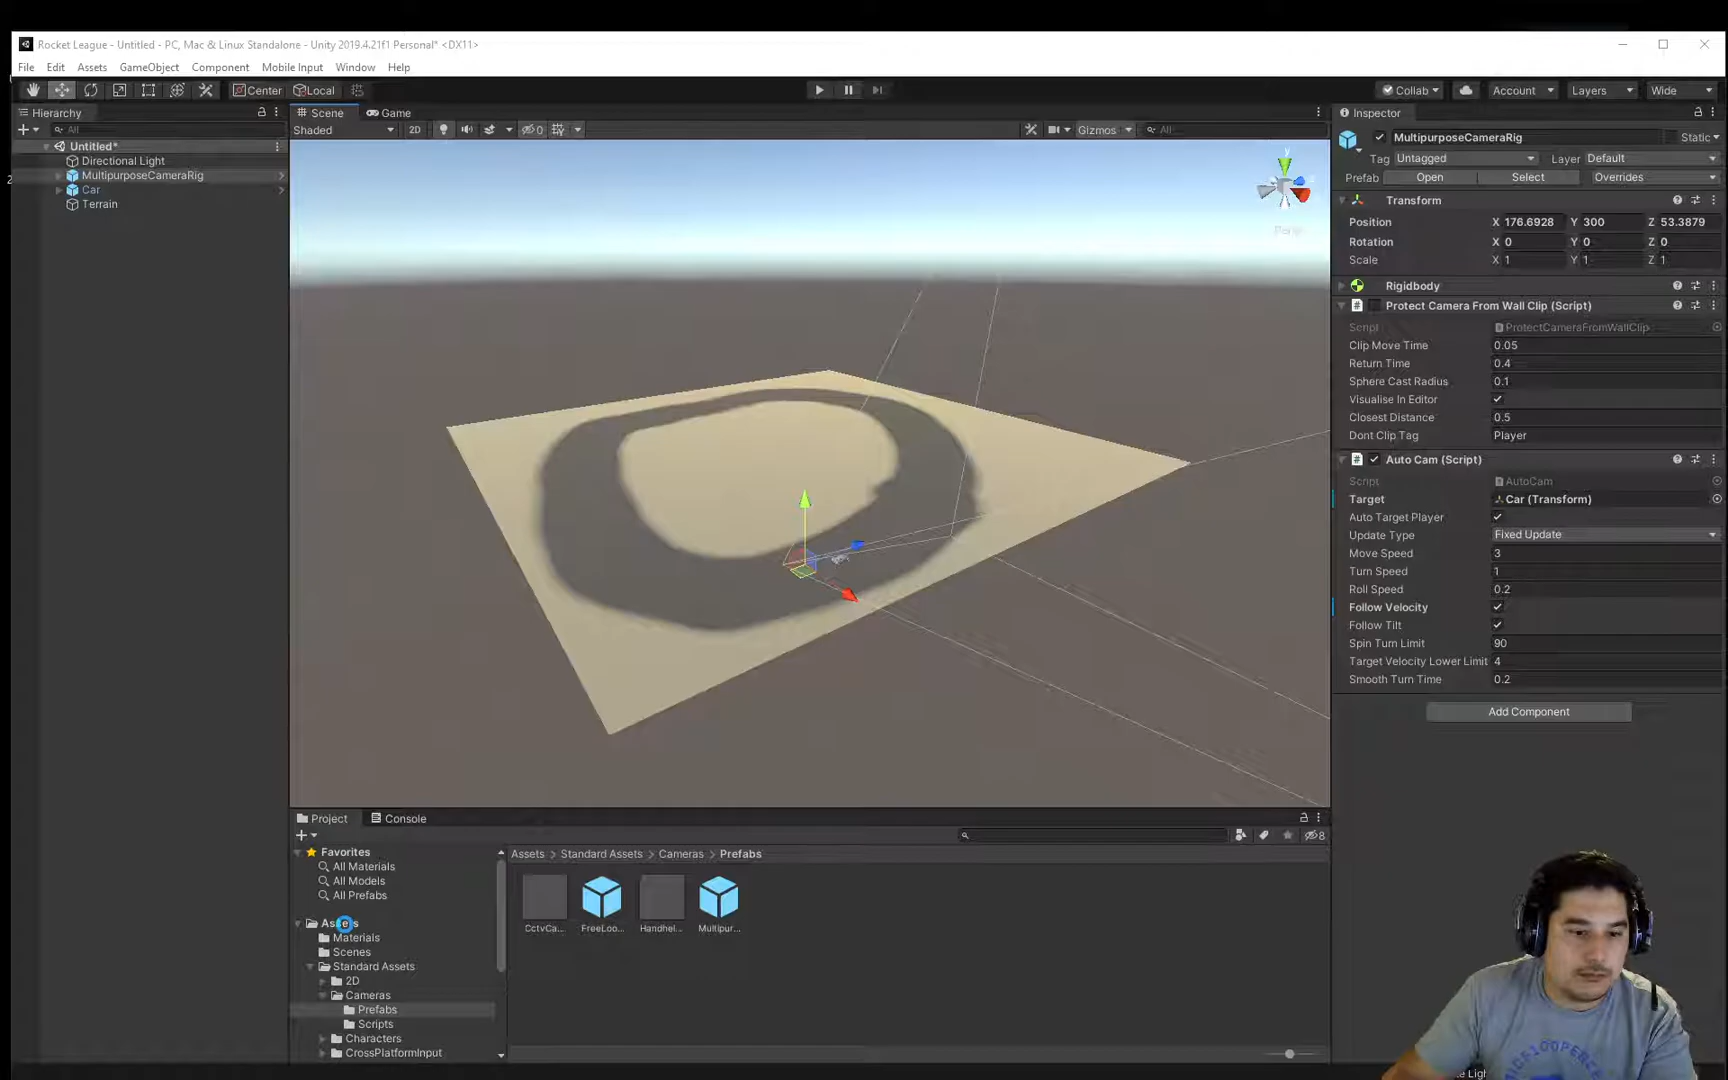 Rocket League - Untitled - PC, Mac & Linux Standalone - Unity 2019.4.21f1 Personal* <DX11>
File Edit Assets GameObject Component Mobile Input Window Help
Center Local Collab Account Layers Wide
Hierarchy
All
Untitled*
Directional Light
MultipurposeCameraRig
Car
Terrain
Scene Game
Shaded 2D 0 Gizmos All
y
Persp
Inspector
MultipurposeCameraRig Static
Tag Untagged Layer Default
Prefab Open Select Overrides
Transform
Position X 176.6928 Y 300 Z 53.3879
Rotation X 0 Y 0 Z 0
Scale X 1 Y 1 Z 1
Rigidbody
Protect Camera From Wall Clip (Script)
Script ProtectCameraFromWallClip
Clip Move Time 0.05
Return Time 0.4
Sphere Cast Radius 0.1
Visualise In Editor
Closest Distance 0.5
Dont Clip Tag Player
Auto Cam (Script)
Script AutoCam
Target Car (Transform)
Auto Target Player
Update Type Fixed Update
Move Speed 3
Turn Speed 1
Roll Speed 0.2
Follow Velocity
Follow Tilt
Spin Turn Limit 90
Target Velocity Lower Limit 4
Smooth Turn Time 0.2
Add Component
Project Console
8
Favorites
All Materials
All Models
All Prefabs
Assets
Materials
Scenes
Standard Assets
2D
Cameras
Prefabs
Scripts
Characters
CrossPlatformInput
Assets > Standard Assets > Cameras > Prefabs
CctvCa... FreeLoo... Handhel... Multipur...